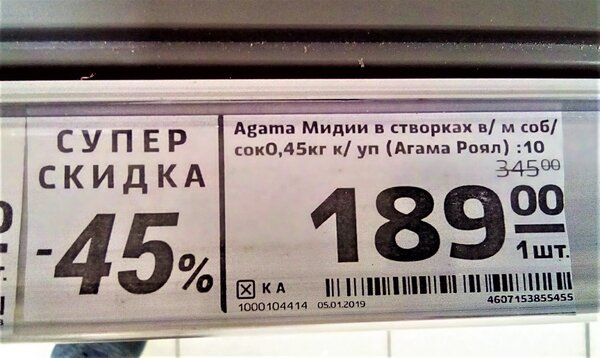 СУПЕР
СКИДКА
-45%
Agama Мидии в створках в/ м соб/
сок0,45кг к/ уп (Агама Роял) :10
345 00
189 00
1 шт.
К А
1000104414 05.01.2019
4607153855455